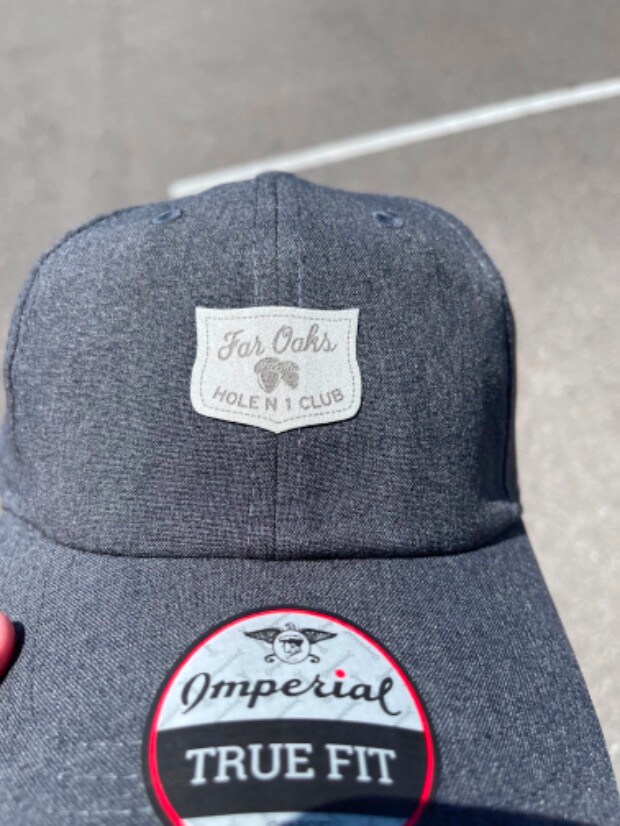 Far Oaks
HOLE N 1 CLUB
Imperial
TRUE FIT